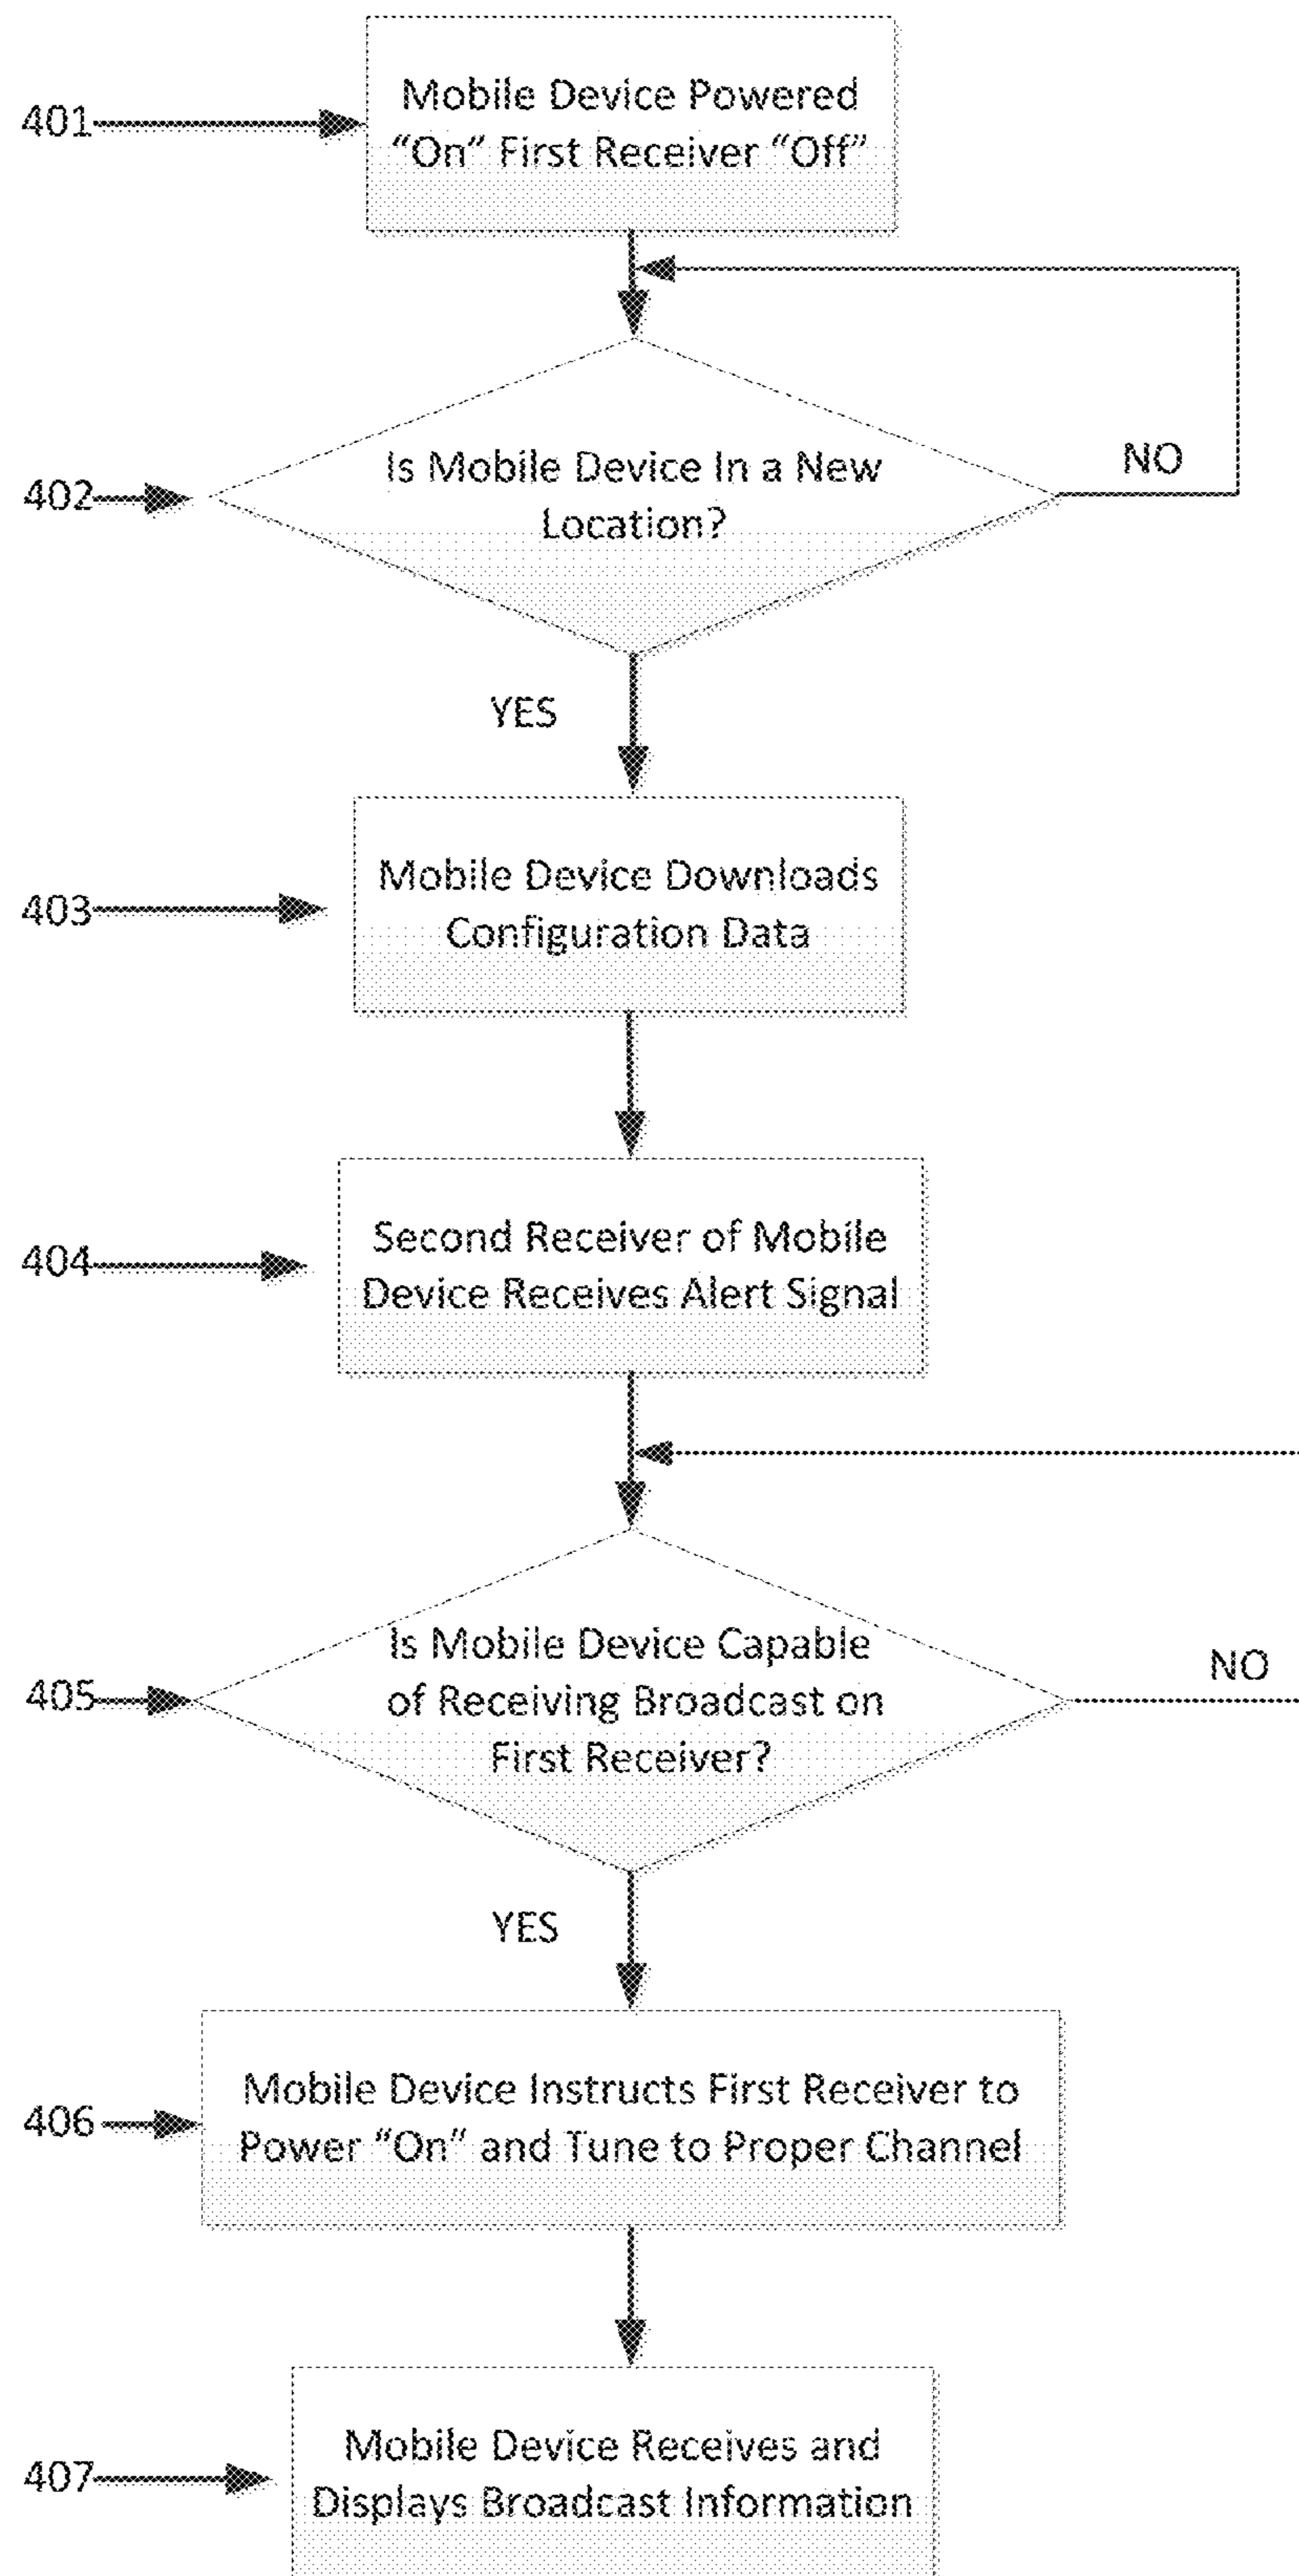 401
Mobile Device Powered
“On” First Receiver “Off”
402
Is Mobile Device In a New
Location?
NO
YES
403
Mobile Device Downloads
Configuration Data
404
Second Receiver of Mobile
Device Receives Alert Signal
405
Is Mobile Device Capable
of Receiving Broadcast on
First Receiver?
NO
YES
406
Mobile Device Instructs First Receiver to
Power “On” and Tune to Proper Channel
407
Mobile Device Receives and
Displays Broadcast Information